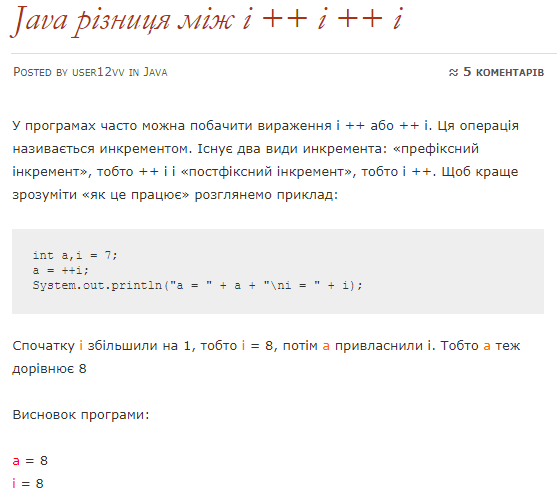 Java різниця між i ++ і ++ i
Posted by user12vv in Java
≈ 5 коментарів
У програмах часто можна побачити вираження i ++ або ++ i. Ця операція
називається инкрементом. Існує два види инкремента: «префіксний
інкремент», тобто ++ i і «постфіксний інкремент», тобто i ++. Щоб краще
зрозуміти «як це працює» розглянемо приклад:
int a,i = 7;
a = ++i;
System.out.println("a = " + a + "\ni = " + i);
Спочатку i збільшили на 1, тобто i = 8, потім a привласнили i. Тобто a теж
дорівнює 8
Висновок програми:
a = 8
i = 8